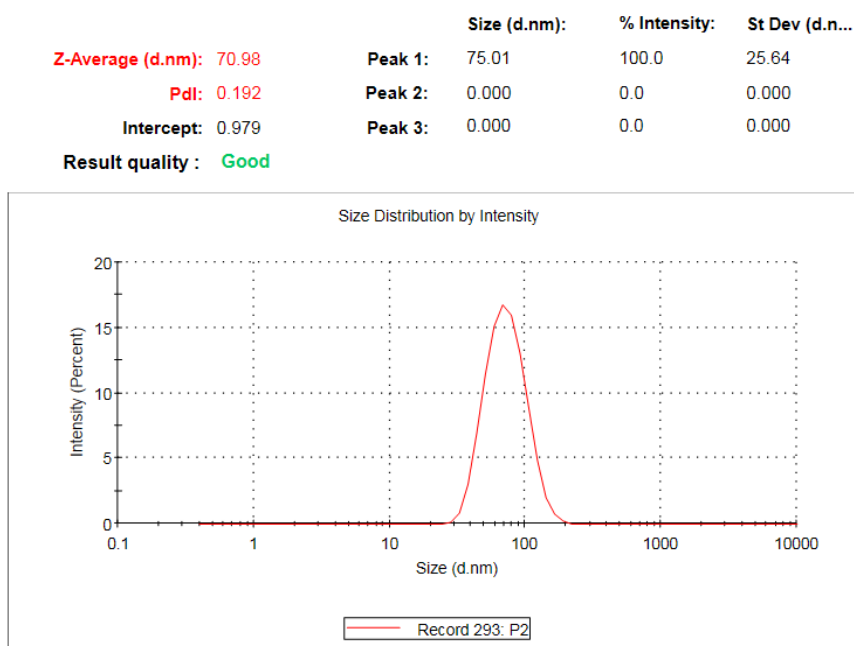 Size (d.nm): % Intensity: St Dev (d.n...
Z-Average (d.nm): 70.98 Peak 1: 75.01 100.0 25.64
PdI: 0.192 Peak 2: 0.000 0.0 0.000
Intercept: 0.979 Peak 3: 0.000 0.0 0.000
Result quality : Good
Size Distribution by Intensity
20
15
10
5
0
Intensity (Percent)
0.1 1 10 100 1000 10000
Size (d.nm)
Record 293: P2